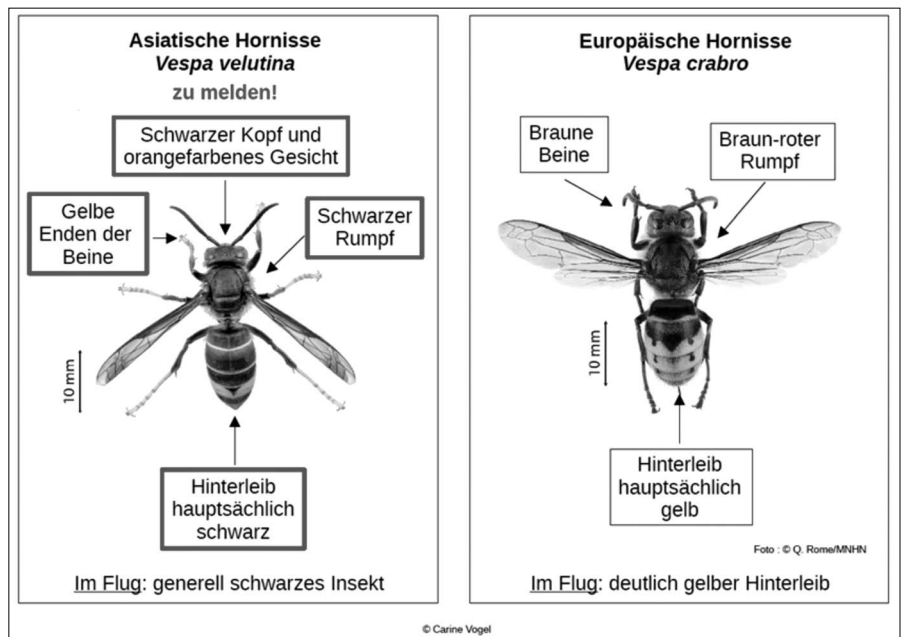 Asiatische Hornisse
Vespa velutina
zu melden!
Schwarzer Kopf und
orangefarbenes Gesicht
Gelbe
Enden der
Beine
Schwarzer
Rumpf
10 mm
Hinterleib
hauptsächlich
schwarz
Im Flug: generell schwarzes Insekt
Europäische Hornisse
Vespa crabro
Braune
Beine
Braun-roter
Rumpf
10 mm
Hinterleib
hauptsächlich
gelb
Foto : © Q. Rome/MNHN
Im Flug: deutlich gelber Hinterleib
© Carine Vogel